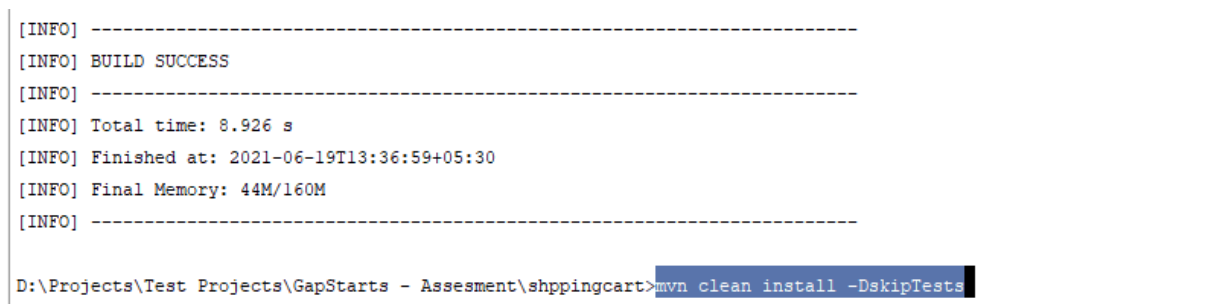 [INFO] ------------------------------------------------------------------------
[INFO] BUILD SUCCESS
[INFO] ------------------------------------------------------------------------
[INFO] Total time: 8.926 s
[INFO] Finished at: 2021-06-19T13:36:59+05:30
[INFO] Final Memory: 44M/160M
[INFO] ------------------------------------------------------------------------
D:\Projects\Test Projects\GapStarts - Assesment\shppingcart>mvn clean install -DskipTests